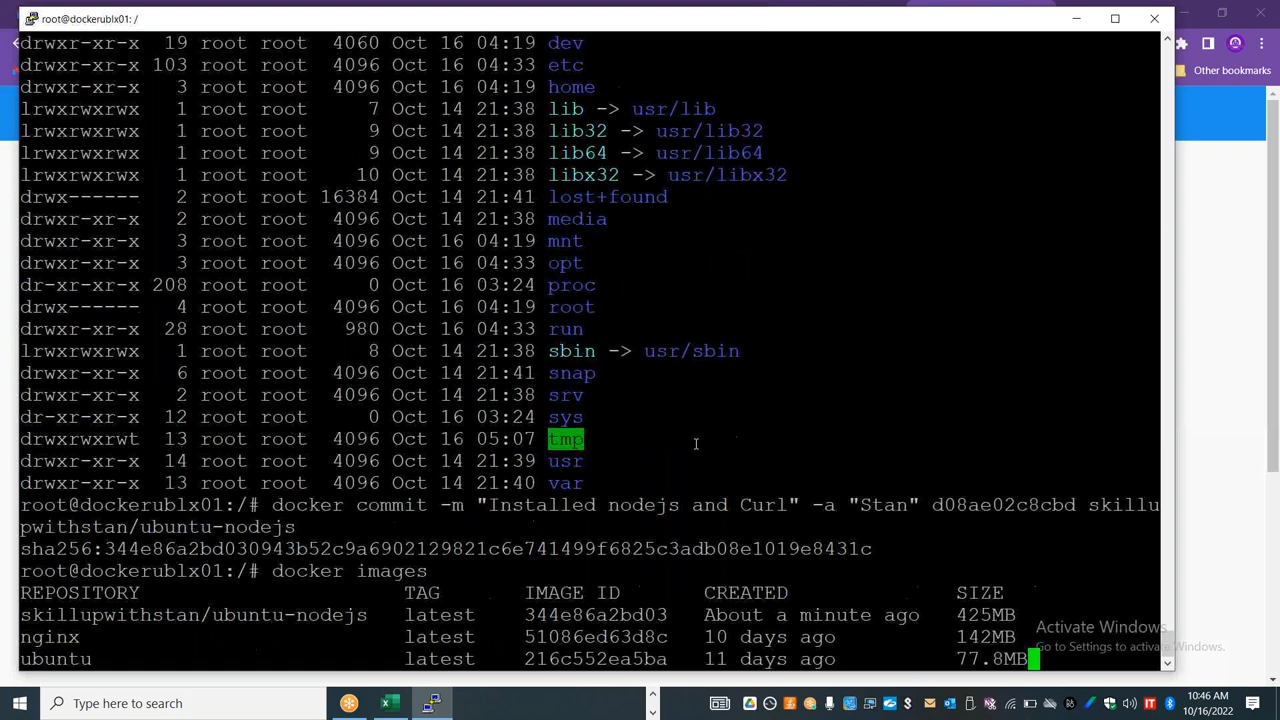 root@dockerublx01: /
Other bookmarks
drwxr-xr-x 19 root root 4060 Oct 16 04:19 dev
drwxr-xr-x 103 root root 4096 Oct 16 04:33 etc
drwxr-xr-x 3 root root 4096 Oct 16 04:19 home
lrwxrwxrwx 1 root root 7 Oct 14 21:38 lib -> usr/lib
lrwxrwxrwx 1 root root 9 Oct 14 21:38 lib32 -> usr/lib32
lrwxrwxrwx 1 root root 9 Oct 14 21:38 lib64 -> usr/lib64
lrwxrwxrwx 1 root root 10 Oct 14 21:38 libx32 -> usr/libx32
drwx------ 2 root root 16384 Oct 14 21:41 lost+found
drwxr-xr-x 2 root root 4096 Oct 14 21:38 media
drwxr-xr-x 3 root root 4096 Oct 16 04:19 mnt
drwxr-xr-x 3 root root 4096 Oct 16 04:33 opt
dr-xr-xr-x 208 root root 0 Oct 16 03:24 proc
drwx------ 4 root root 4096 Oct 16 04:19 root
drwxr-xr-x 28 root root 980 Oct 16 04:33 run
lrwxrwxrwx 1 root root 8 Oct 14 21:38 sbin -> usr/sbin
drwxr-xr-x 6 root root 4096 Oct 14 21:41 snap
drwxr-xr-x 2 root root 4096 Oct 14 21:38 srv
dr-xr-xr-x 12 root root 0 Oct 16 03:24 sys
drwxrwxrwt 13 root root 4096 Oct 16 05:07 tmp
drwxr-xr-x 14 root root 4096 Oct 14 21:39 usr
drwxr-xr-x 13 root root 4096 Oct 14 21:40 var
root@dockerublx01:/# docker commit -m "Installed nodejs and Curl" -a "Stan" d08ae02c8cbd skillu
pwithstan/ubuntu-nodejs
sha256:344e86a2bd030943b52c9a6902129821c6e741499f6825c3adb08e1019e8431c
root@dockerublx01:/# docker images
REPOSITORY TAG IMAGE ID CREATED SIZE
skillupwithstan/ubuntu-nodejs latest 344e86a2bd03 About a minute ago 425MB
nginx latest 51086ed63d8c 10 days ago 142MB
ubuntu latest 216c552ea5ba 11 days ago 77.8MB
Activate Windows
Go to Settings to activate Windows.
Type here to search
10:46 AM
10/16/2022